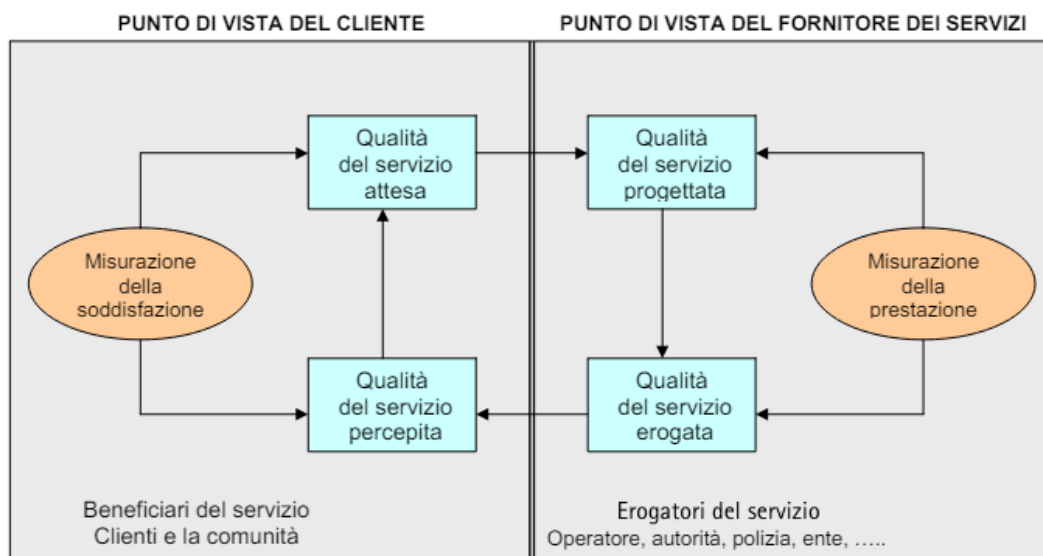 PUNTO DI VISTA DEL CLIENTE
PUNTO DI VISTA DEL FORNITORE DEI SERVIZI
Qualità
del servizio
attesa
Qualità
del servizio
progettata
Misurazione
della
soddisfazione
Misurazione
della
prestazione
Qualità
del servizio
percepita
Qualità
del servizio
erogata
Beneficiari del servizio
Clienti e la comunità
Erogatori del servizio
Operatore, autorità, polizia, ente, …..